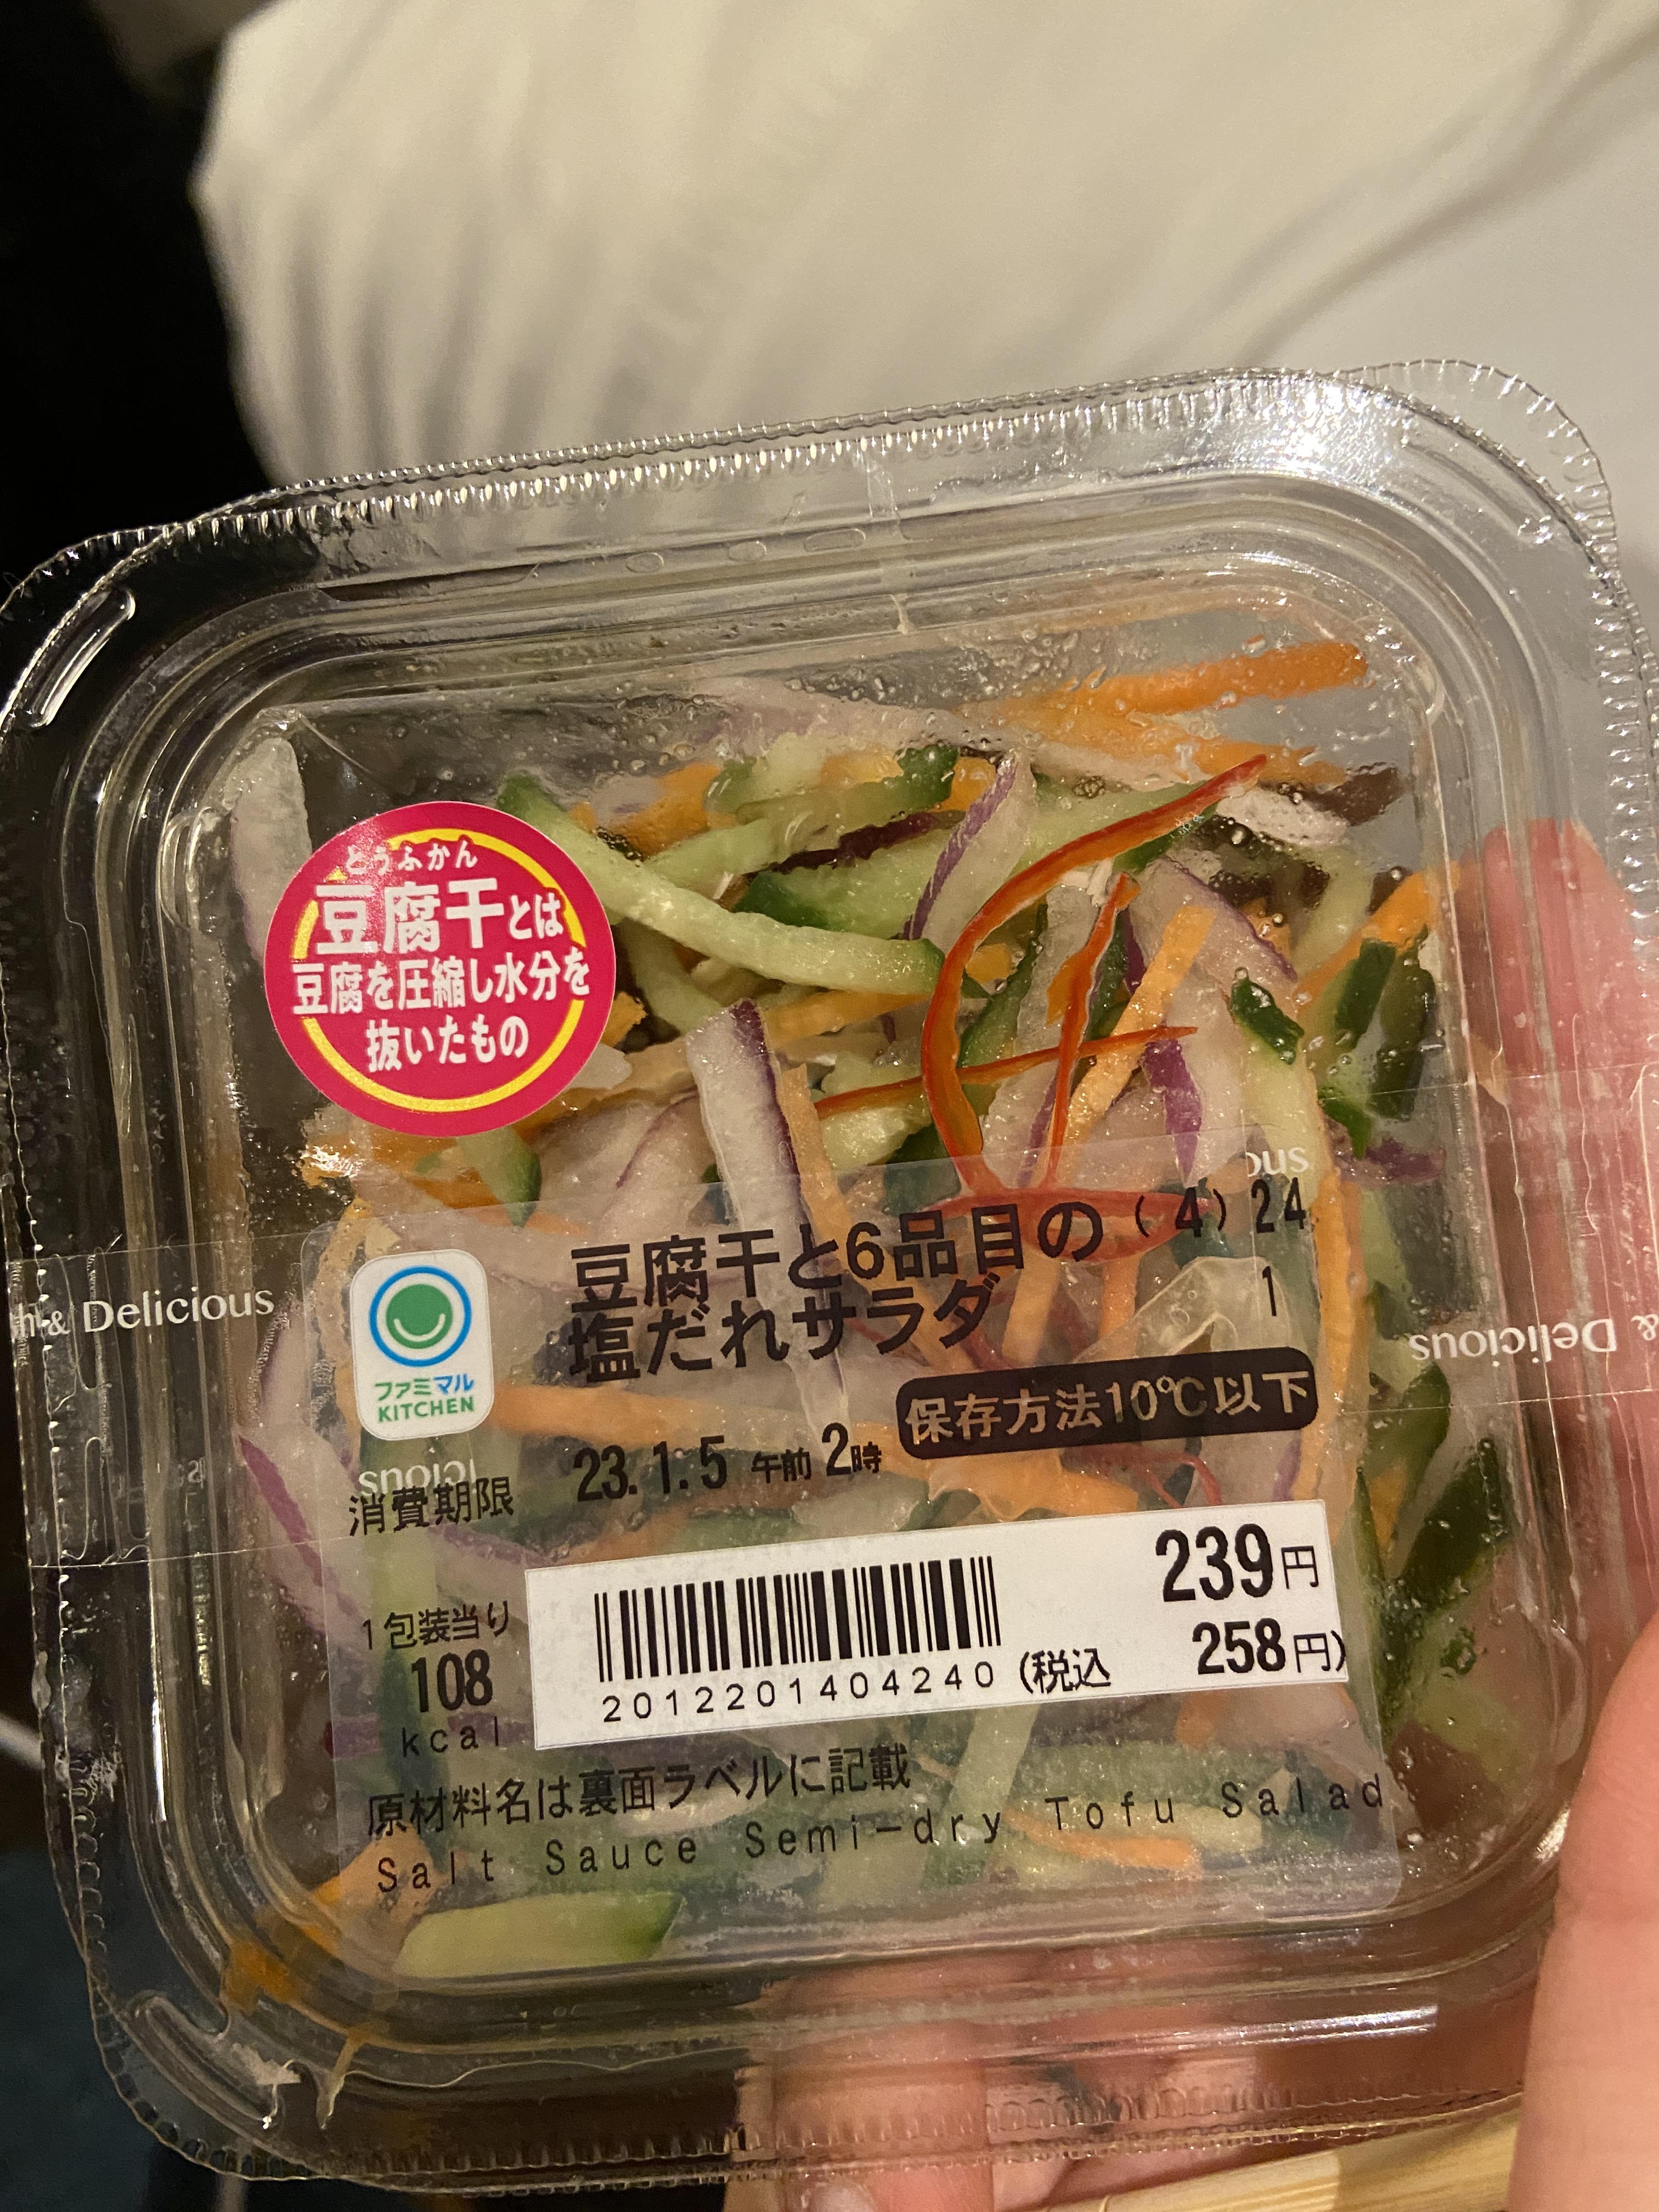 とうふかん
豆腐干とは
豆腐を圧縮し水分を
抜いたもの
豆腐干と6品目の (4) 24
塩だれサラダ 1
ファミマル
KITCHEN
& Delicious
& Delicious
保存方法10℃以下
消費期限 23.1.5 午前 2時
1包装当り
108
kcal
239円
2012201404240 (税込 258円)
原材料名は裏面ラベルに記載
Salt Sauce Semi-dry Tofu Salad